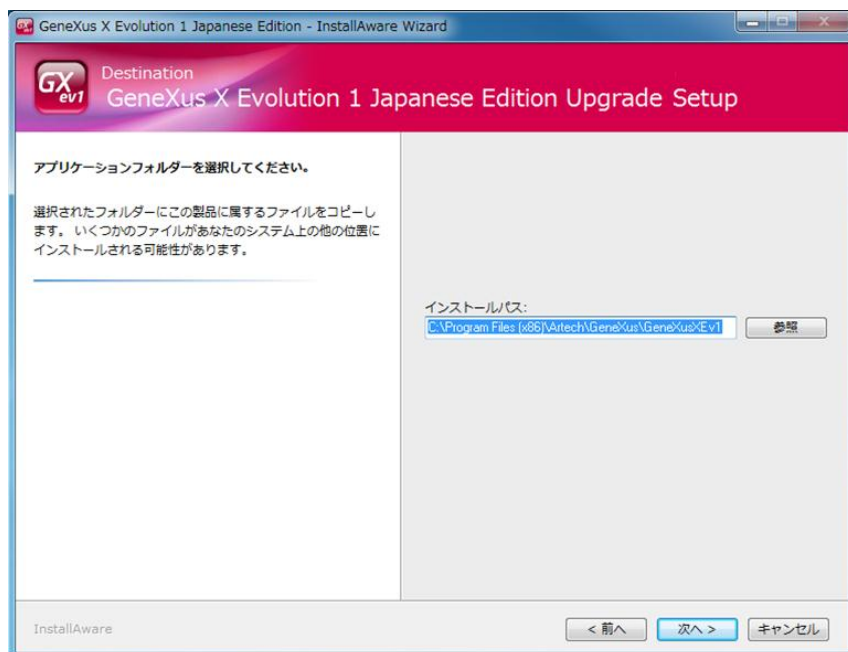 GeneXus X Evolution 1 Japanese Edition - InstallAware Wizard
GX
ev1
Destination
GeneXus X Evolution 1 Japanese Edition Upgrade Setup
アプリケーションフォルダーを選択してください。
選択されたフォルダーにこの製品に属するファイルをコピーし
ます。 いくつかのファイルがあなたのシステム上の他の位置に
インストールされる可能性があります。
インストールパス:
C:\Program Files (x86)\Artech\GeneXus\GeneXusXEv1
参照
InstallAware
< 前へ
次へ >
キャンセル